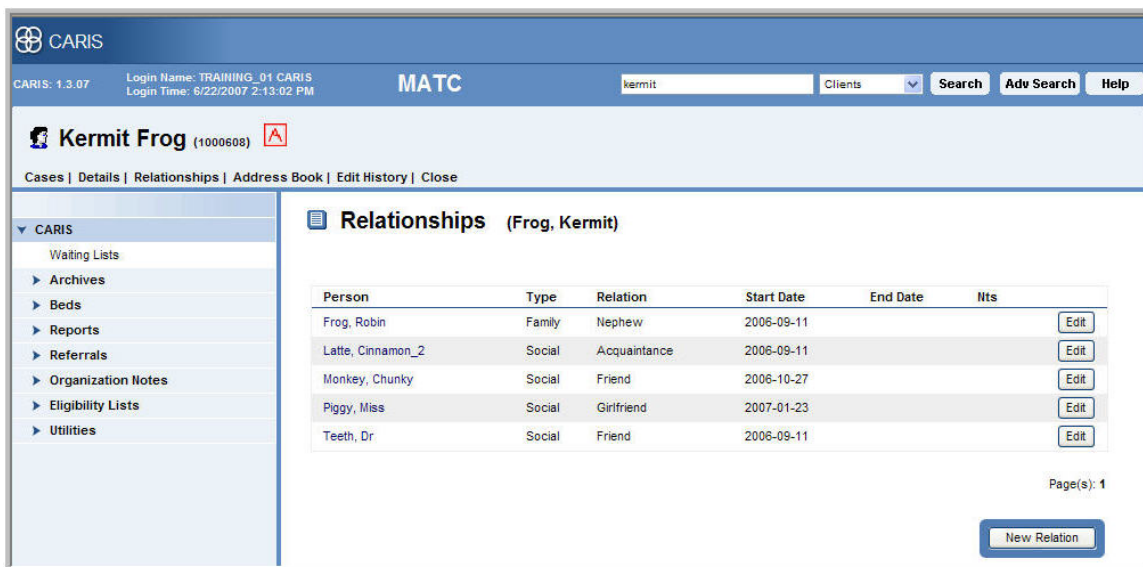 CARIS
CARIS: 1.3.07
Login Name: TRAINING_01 CARIS
Login Time: 6/22/2007 2:13:02 PM
MATC
kermit
Clients
Search
Adv Search
Help
Kermit Frog (1000608)
Cases | Details | Relationships | Address Book | Edit History | Close
CARIS
Waiting Lists
Archives
Beds
Reports
Referrals
Organization Notes
Eligibility Lists
Utilities
Relationships (Frog, Kermit)
Person Type Relation Start Date End Date Nts
Frog, Robin Family Nephew 2006-09-11 Edit
Latte, Cinnamon_2 Social Acquaintance 2006-09-11 Edit
Monkey, Chunky Social Friend 2006-10-27 Edit
Piggy, Miss Social Girlfriend 2007-01-23 Edit
Teeth, Dr Social Friend 2006-09-11 Edit
Page(s): 1
New Relation